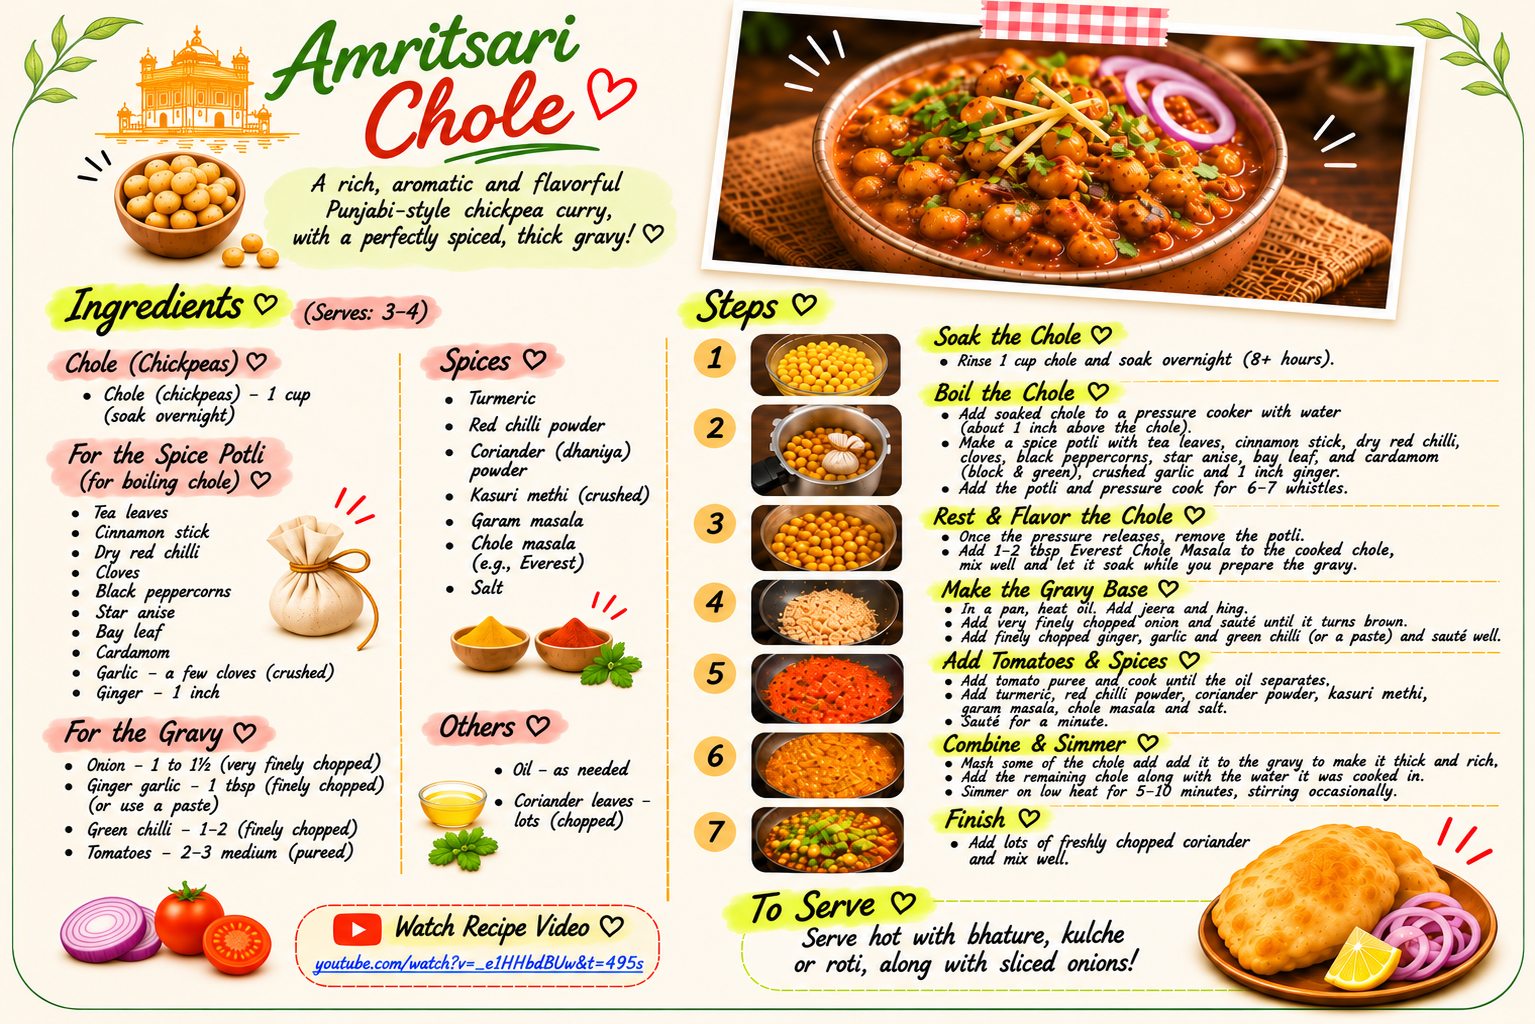 Amritsari
Chole
A rich, aromatic and flavorful
Punjabi-style chickpea curry,
with a perfectly spiced, thick gravy!
Ingredients
(Serves: 3-4)
Chole (Chickpeas)
• Chole (chickpeas) - 1 cup
(soak overnight)
For the Spice Potli
(for boiling chole)
• Tea leaves
• Cinnamon stick
• Dry red chilli
• Cloves
• Black peppercorns
• Star anise
• Bay leaf
• Cardamom
• Garlic - a few cloves (crushed)
• Ginger - 1 inch
For the Gravy
• Onion - 1 to 1½ (very finely chopped)
• Ginger garlic - 1 tbsp (finely chopped)
(or use a paste)
• Green chilli - 1-2 (finely chopped)
• Tomatoes - 2-3 medium (pureed)
Spices
• Turmeric
• Red chilli powder
• Coriander (dhaniya)
powder
• Kasuri methi (crushed)
• Garam masala
• Chole masala
(e.g., Everest)
• Salt
Others
• Oil - as needed
• Coriander leaves -
lots (chopped)
Watch Recipe Video
youtube.com/watch?v=_e1HHbdBUw&t=495s
Steps
1
Soak the Chole
• Rinse 1 cup chole and soak overnight (8+ hours).
2
Boil the Chole
• Add soaked chole to a pressure cooker with water
(about 1 inch above the chole).
• Make a spice potli with tea leaves, cinnamon stick, dry red chilli,
cloves, black peppercorns, star anise, bay leaf, and cardamom
(block & green), crushed garlic and 1 inch ginger.
• Add the potli and pressure cook for 6-7 whistles.
3
Rest & Flavor the Chole
• Once the pressure releases, remove the potli.
• Add 1-2 tbsp Everest Chole Masala to the cooked chole,
mix well and let it soak while you prepare the gravy.
4
Make the Gravy Base
• In a pan, heat oil. Add jeera and hing.
• Add very finely chopped onion and sauté until it turns brown.
• Add finely chopped ginger, garlic and green chilli (or a paste) and sauté well.
5
Add Tomatoes & Spices
• Add tomato puree and cook until the oil separates,
• Add turmeric, red chilli powder, coriander powder, kasuri methi,
garam masala, chole masala and salt.
• Sauté for a minute.
6
Combine & Simmer
• Mash some of the chole add add it to the gravy to make it thick and rich,
• Add the remaining chole along with the water it was cooked in.
• Simmer on low heat for 5-10 minutes, stirring occasionally.
7
Finish
• Add lots of freshly chopped coriander
and mix well.
To Serve
Serve hot with bhature, kulche
or roti, along with sliced onions!